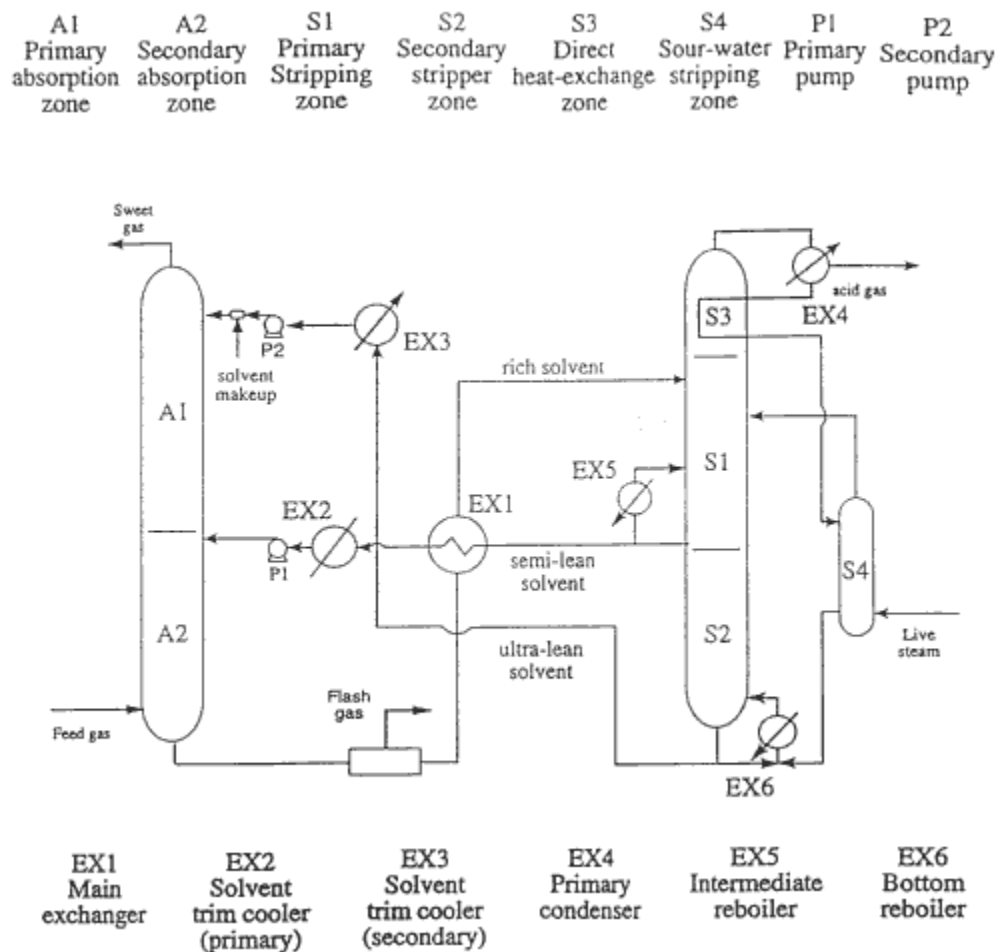 A1 A2 S1 S2 S3 S4 P1 P2
Primary Secondary Primary Secondary Direct Sour-water Primary Secondary
absorption absorption Stripping stripper heat-exchange stripping pump pump
zone zone zone zone zone zone
Sweet
gas
acid gas
EX4
S3
EX3
P2
solvent
makeup
rich solvent
A1
S1
EX5
EX1
EX2
P1
semi-lean
solvent
S4
A2
S2
ultra-lean
solvent
Live
steam
Flash
gas
Feed gas
EX6
EX1 EX2 EX3 EX4 EX5 EX6
Main Solvent Solvent Primary Intermediate Bottom
exchanger trim cooler trim cooler condenser reboiler reboiler
(primary) (secondary)